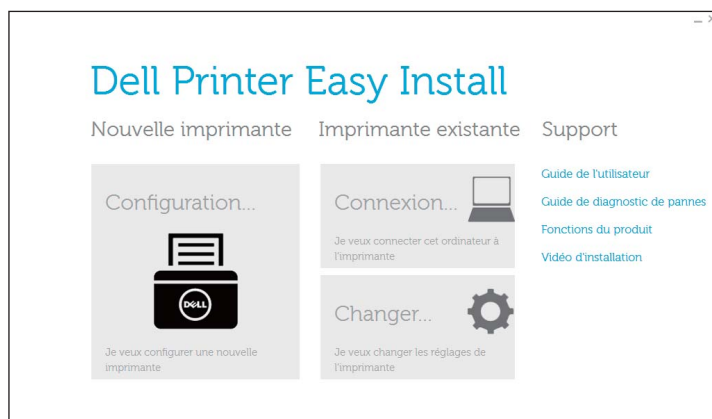 Dell Printer Easy Install
Nouvelle imprimante
Imprimante existante
Support
Configuration...
DELL
Je veux configurer une nouvelle
imprimante
Connexion...
Je veux connecter cet ordinateur à
l'imprimante
Changer...
Je veux changer les réglages de
l'imprimante
Guide de l'utilisateur
Guide de diagnostic de pannes
Fonctions du produit
Vidéo d'installation